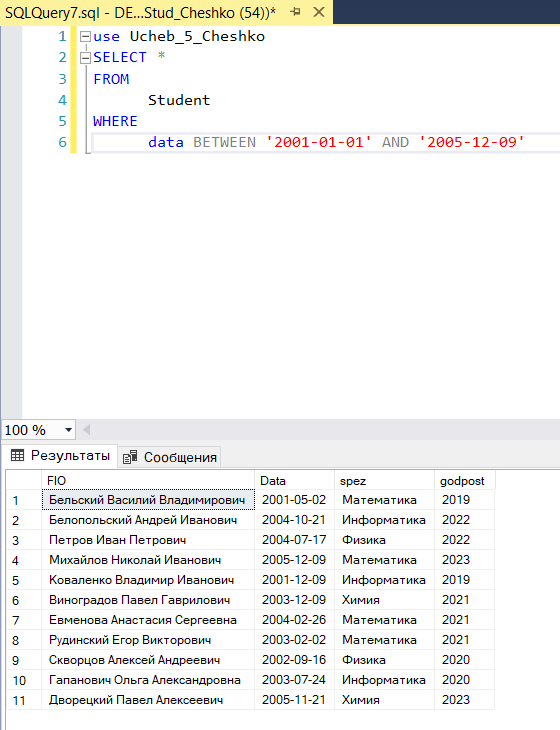 SQLQuery7.sql - DE...Stud_Cheshko (54))*
1 use Ucheb_5_Cheshko
2 SELECT *
3 FROM
4 Student
5 WHERE
6 data BETWEEN '2001-01-01' AND '2005-12-09'
100 %
Результаты Сообщения
FIO Data spez godpost
1 Бельский Василий Владимирович 2001-05-02 Математика 2019
2 Белопольский Андрей Иванович 2004-10-21 Информатика 2022
3 Петров Иван Петрович 2004-07-17 Физика 2022
4 Михайлов Николай Иванович 2005-12-09 Математика 2023
5 Коваленко Владимир Иванович 2001-12-09 Информатика 2019
6 Виноградов Павел Гаврилович 2003-12-09 Химия 2021
7 Евменова Анастасия Сергеевна 2004-02-26 Математика 2021
8 Рудинский Егор Викторович 2003-02-02 Математика 2021
9 Скворцов Алексей Андреевич 2002-09-16 Физика 2020
10 Гапанович Ольга Александровна 2003-07-24 Информатика 2020
11 Дворецкий Павел Алексеевич 2005-11-21 Химия 2023